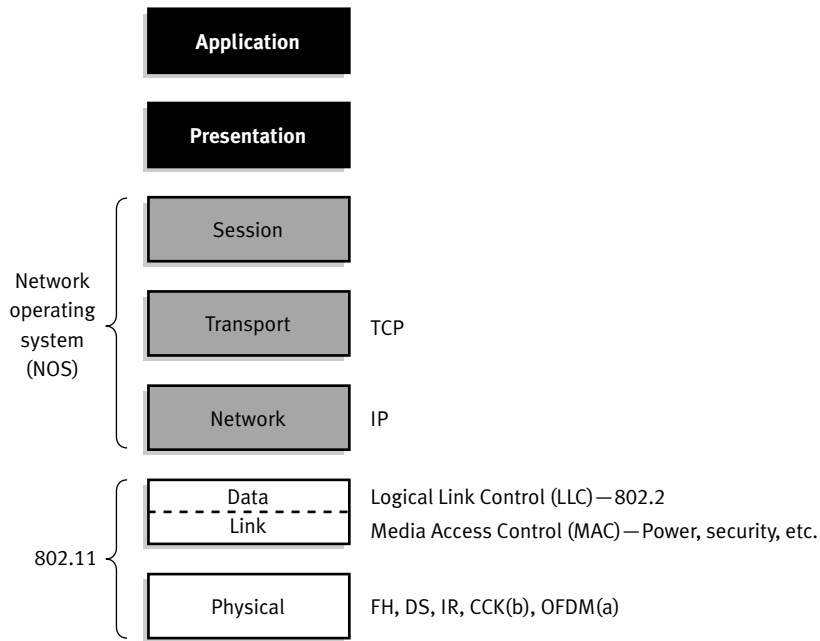 Application
Presentation
Session
Network
operating
system
(NOS)
Transport
TCP
Network
IP
802.11
Data
Link
Logical Link Control (LLC)—802.2
Media Access Control (MAC)—Power, security, etc.
Physical
FH, DS, IR, CCK(b), OFDM(a)